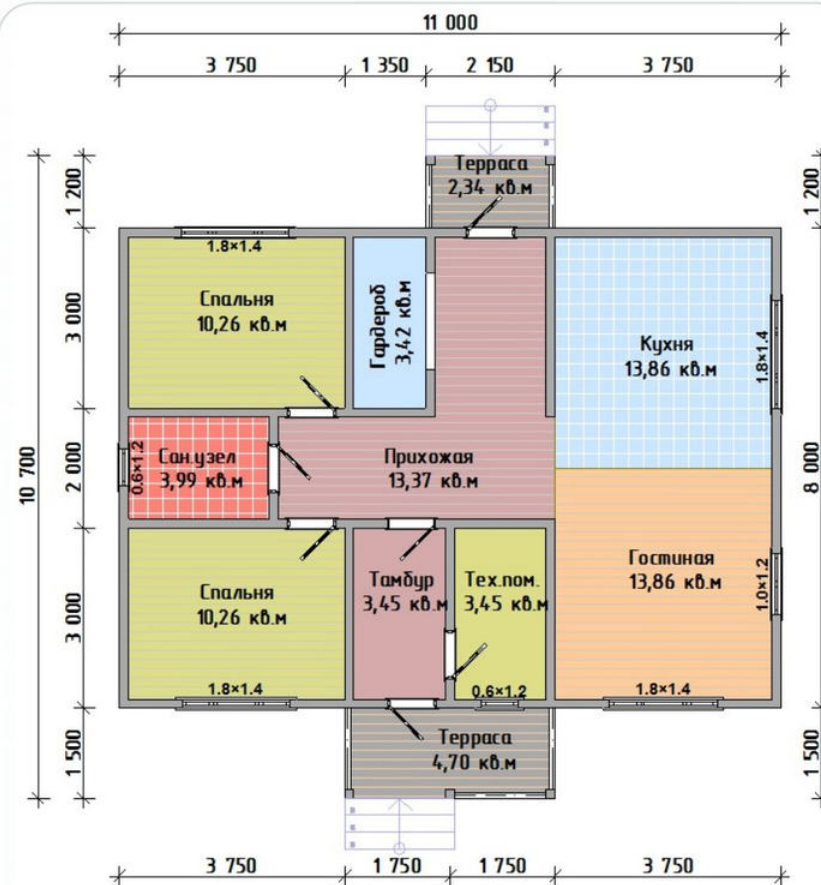 11 000
3 750
1 350
2 150
3 750
1 200
1 200
Терраса
2,34 кв.м
1.8×1.4
Спальня
10,26 кв.м
Гардероб
3,42 кв.м
Кухня
13,86 кв.м
1.8×1.4
3 000
10 700
2 000
8 000
0.6×1.2
Сан.узел
3,99 кв.м
Прихожая
13,37 кв.м
Гостиная
13,86 кв.м
1.0×1.2
3 000
Спальня
10,26 кв.м
Тамбур
3,45 кв.м
Тех.пом.
3,45 кв.м
1.8×1.4
0.6×1.2
1.8×1.4
1 500
1 500
Терраса
4,70 кв.м
3 750
1 750
1 750
3 750